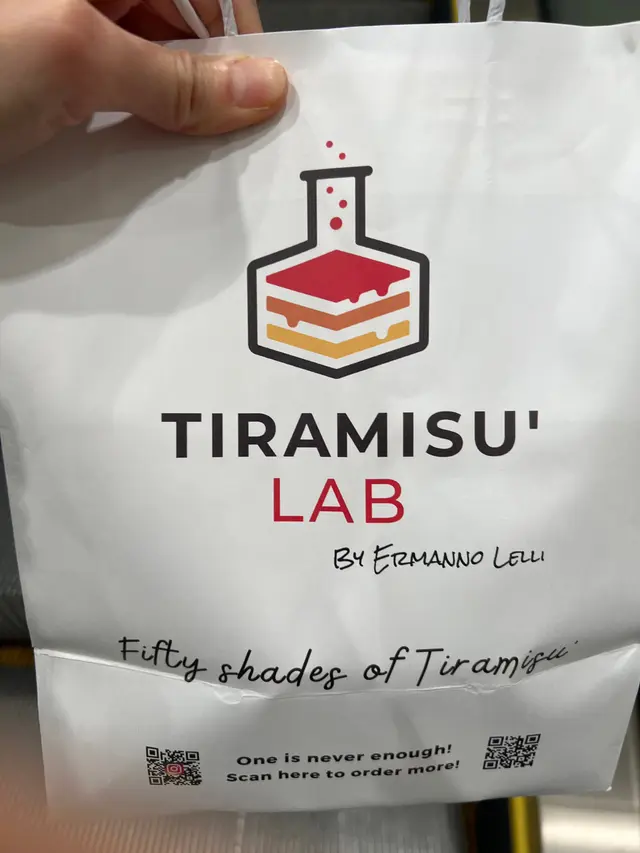 TIRAMISU'
LAB
BY ERMANNO LELLI
Fifty shades of Tiramisu'
One is never enough!
Scan here to order more!